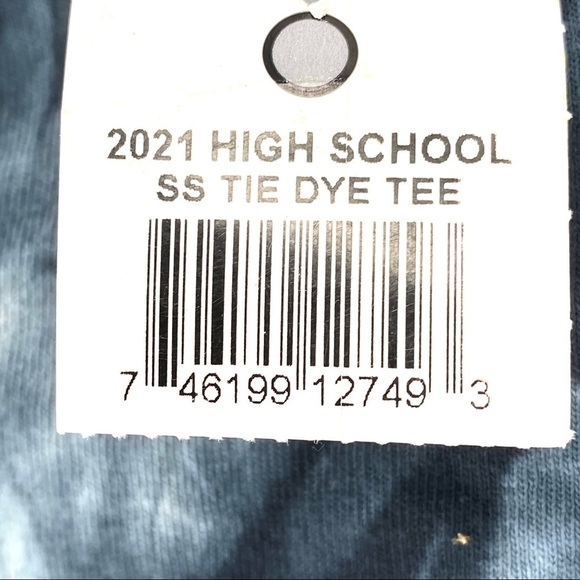 2021 HIGH SCHOOL
SS TIE DYE TEE
7 46199 12749 3